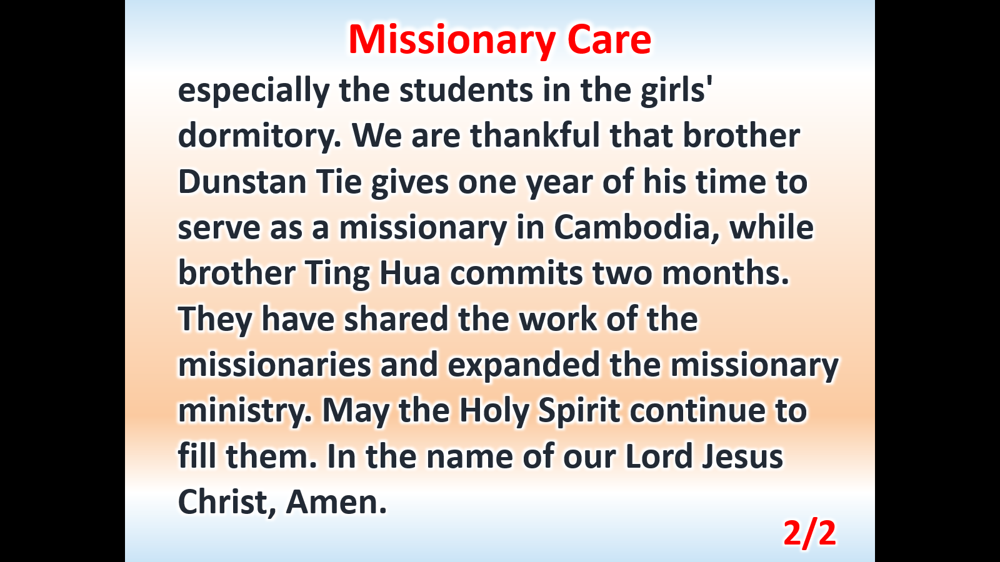 Missionary Care
especially the students in the girls'
dormitory. We are thankful that brother
Dunstan Tie gives one year of his time to
serve as a missionary in Cambodia, while
brother Ting Hua commits two months.
They have shared the work of the
missionaries and expanded the missionary
ministry. May the Holy Spirit continue to
fill them. In the name of our Lord Jesus
Christ, Amen.
2/2